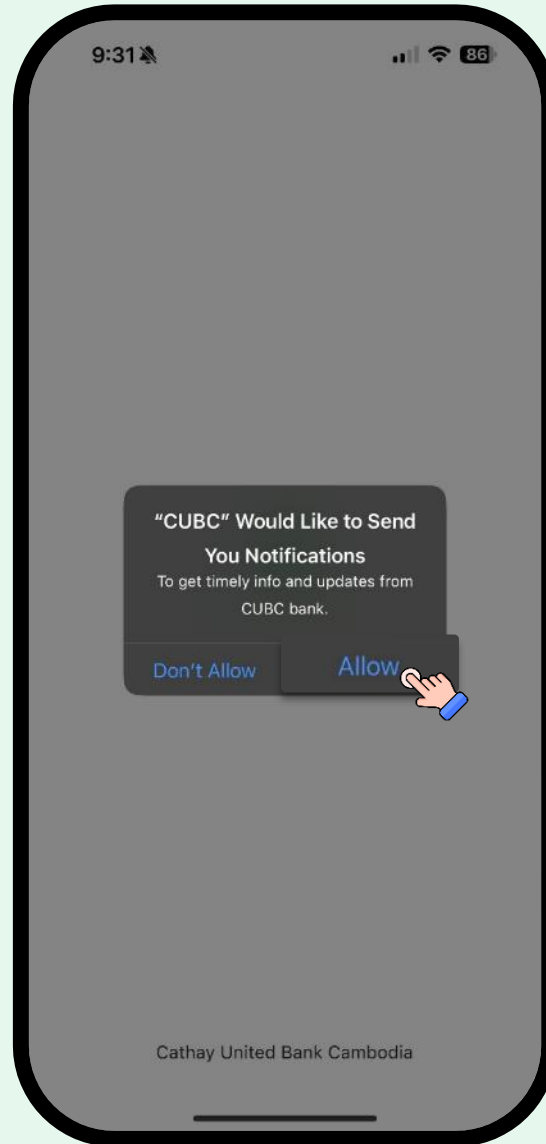 9:31
86
“CUBC” Would Like to Send
You Notifications
To get timely info and updates from
CUBC bank.
Don’t Allow
Allow
Cathay United Bank Cambodia